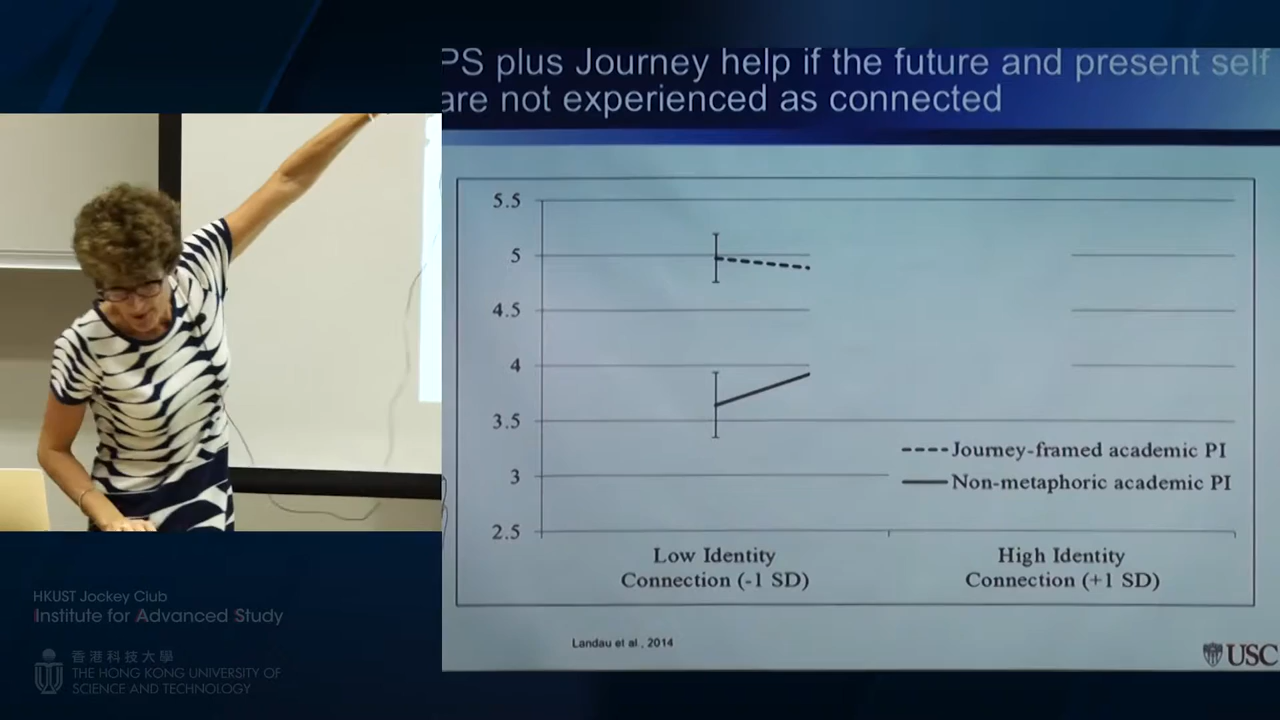 PS plus Journey help if the future and present self
are not experienced as connected
5.5
5
4.5
4
3.5
3
2.5
Journey-framed academic PI
Non-metaphoric academic PI
Low Identity
Connection (-1 SD)
High Identity
Connection (+1 SD)
Landau et al., 2014
USC
HKUST Jockey Club
Institute for Advanced Study
香港科技大學
THE HONG KONG UNIVERSITY OF
SCIENCE AND TECHNOLOGY